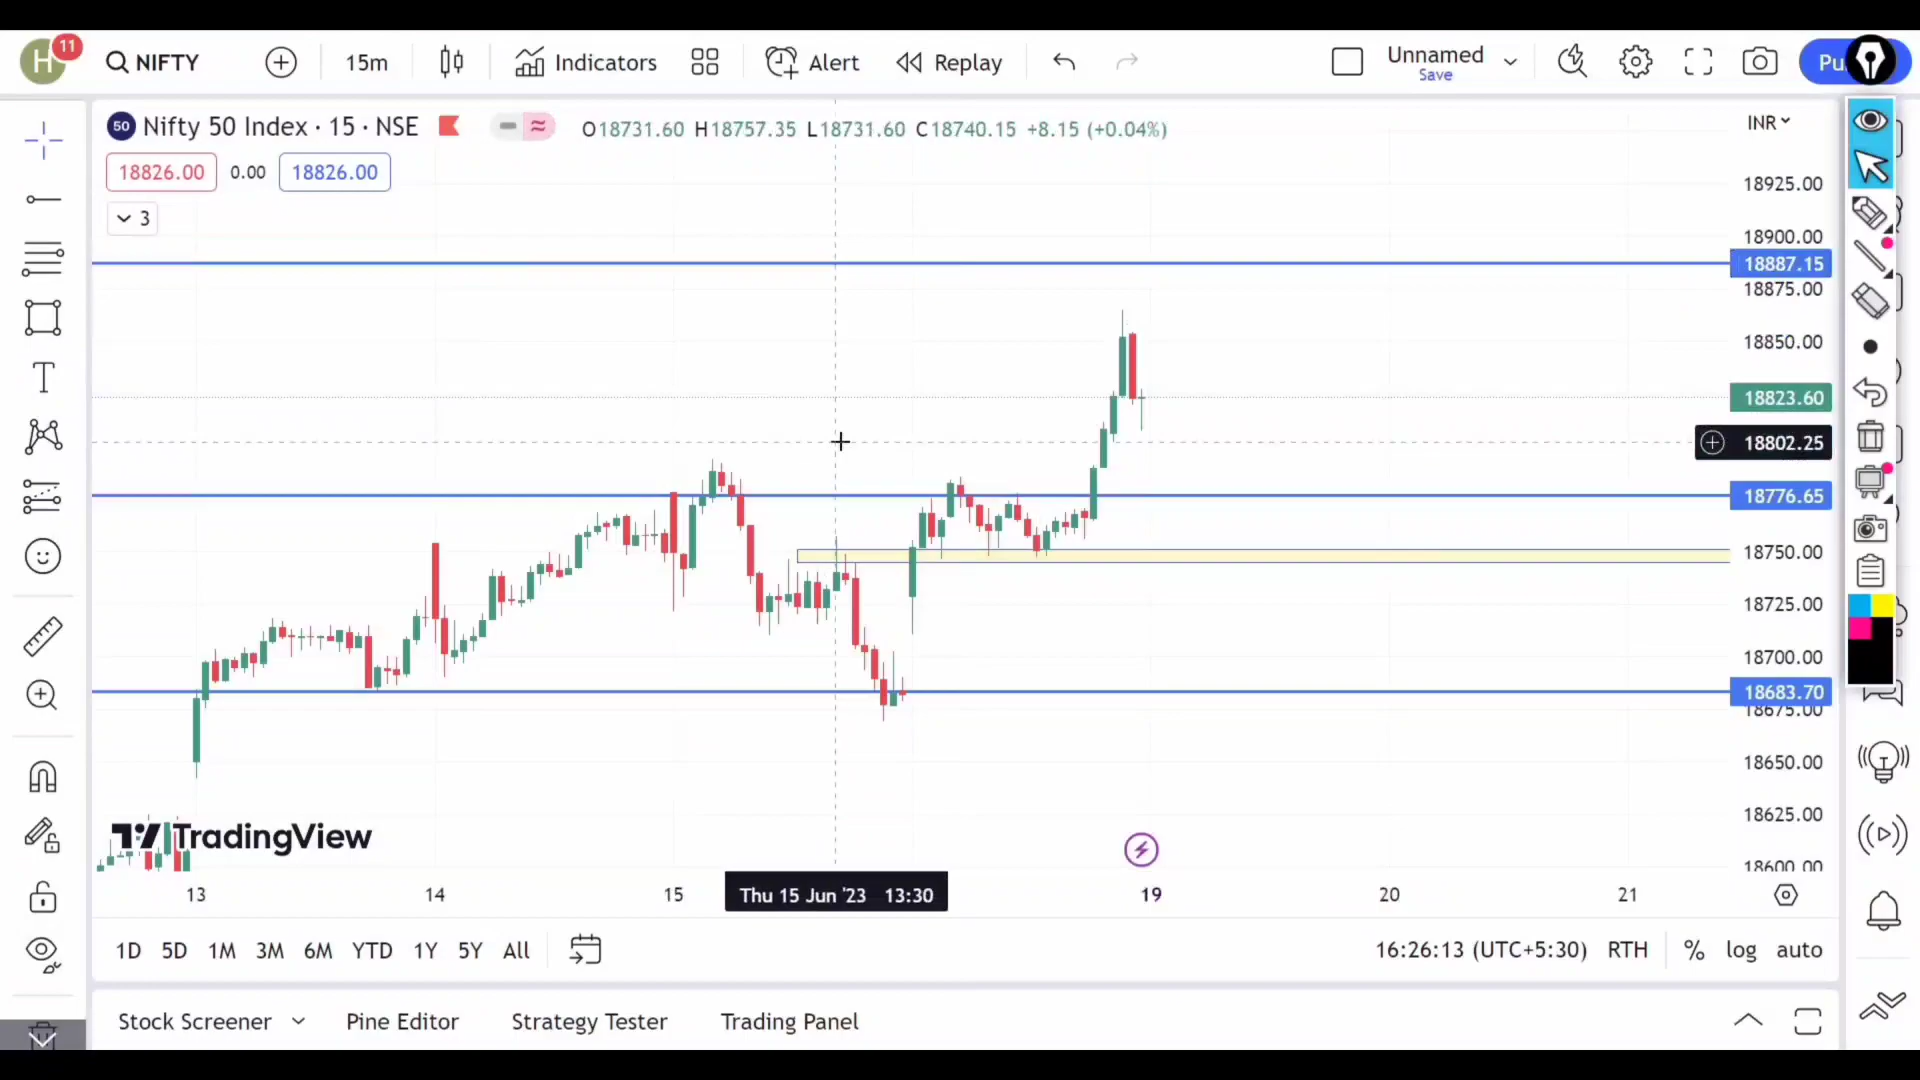 H 11 NIFTY 15m Indicators Alert Replay Unnamed Save Pu
50 Nifty 50 Index · 15 · NSE O18731.60 H18757.35 L18731.60 C18740.15 +8.15 (+0.04%) INR
18826.00 0.00 18826.00
3
18925.00
18900.00
18887.15
18875.00
18850.00
18823.60
18802.25
18776.65
18750.00
18725.00
18700.00
18683.70
18675.00
18650.00
18625.00
18600.00
TradingView
13 14 15 Thu 15 Jun '23 13:30 19 20 21
1D 5D 1M 3M 6M YTD 1Y 5Y All 16:26:13 (UTC+5:30) RTH % log auto
Stock Screener Pine Editor Strategy Tester Trading Panel